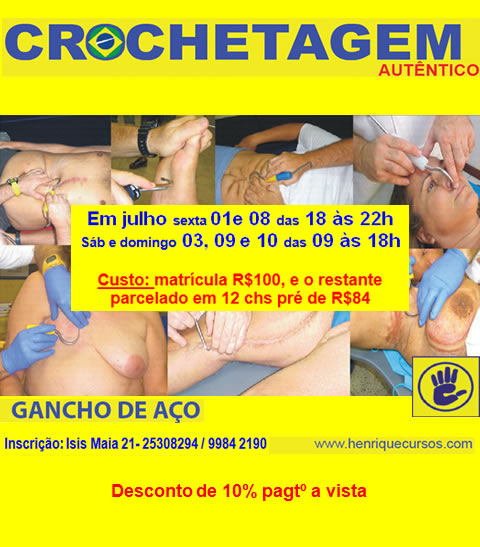 CROCHETAGEM
AUTÊNTICO
Em julho sexta 01e 08 das 18 às 22h
Sáb e domingo 03, 09 e 10 das 09 às 18h
Custo: matrícula R$100, e o restante
parcelado em 12 chs pré de R$84
GANCHO DE AÇO
Inscrição: Isis Maia 21- 25308294 / 9984 2190
www.henriquecursos.com
Desconto de 10% pagtº a vista